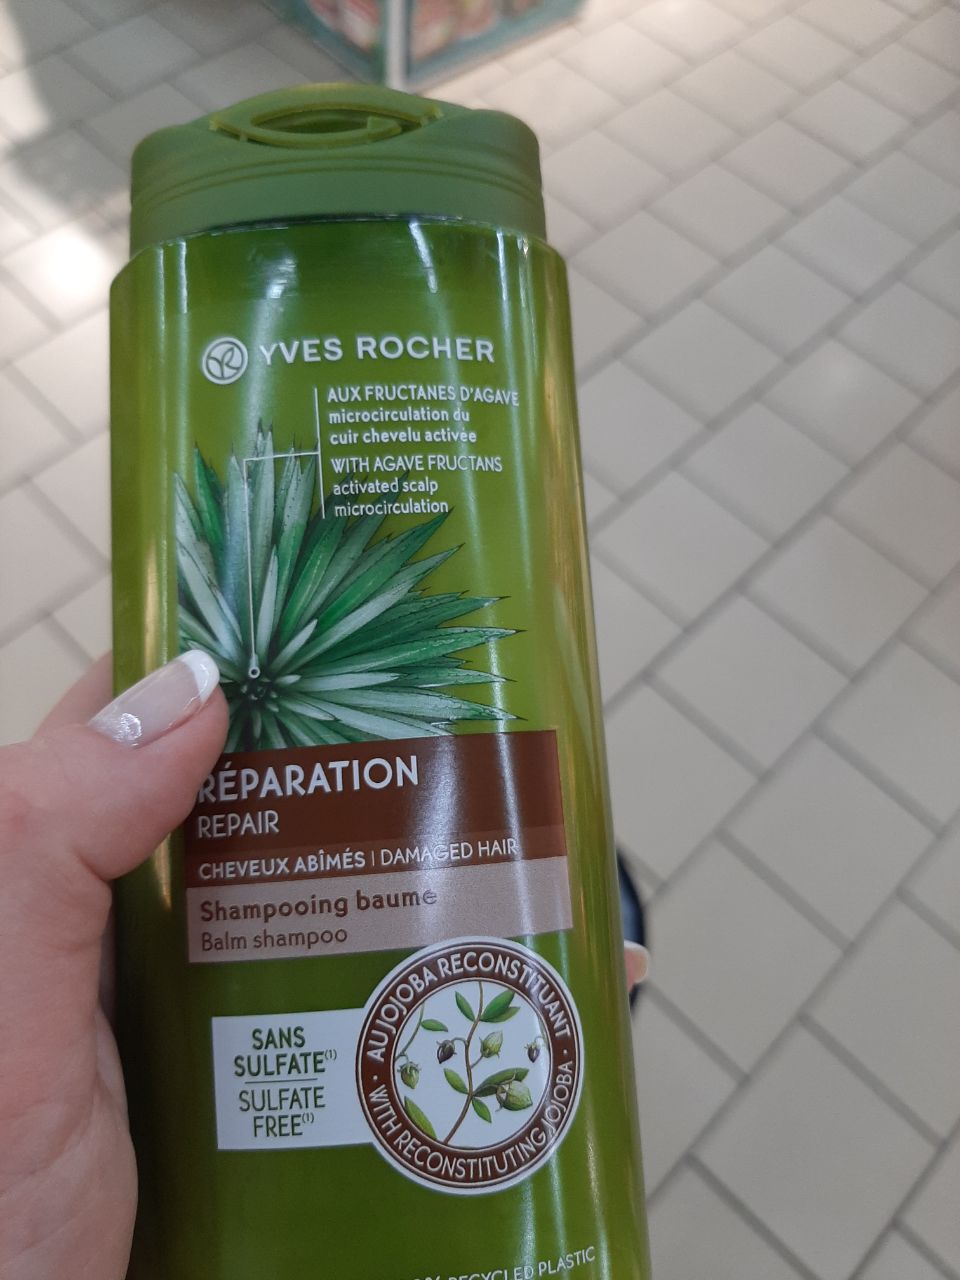 YVES ROCHER
AUX FRUCTANES D'AGAVE
microcirculation du
cuir chevelu activée
WITH AGAVE FRUCTANS
activated scalp
microcirculation
RÉPARATION
REPAIR
CHEVEUX ABÎMÉS | DAMAGED HAIR
Shampooing baume
Balm shampoo
AU JOJOBA RECONSTITUANT
WITH RECONSTITUTING JOJOBA
SANS
SULFATE(1)
SULFATE
FREE(1)
RECYCLED PLASTIC